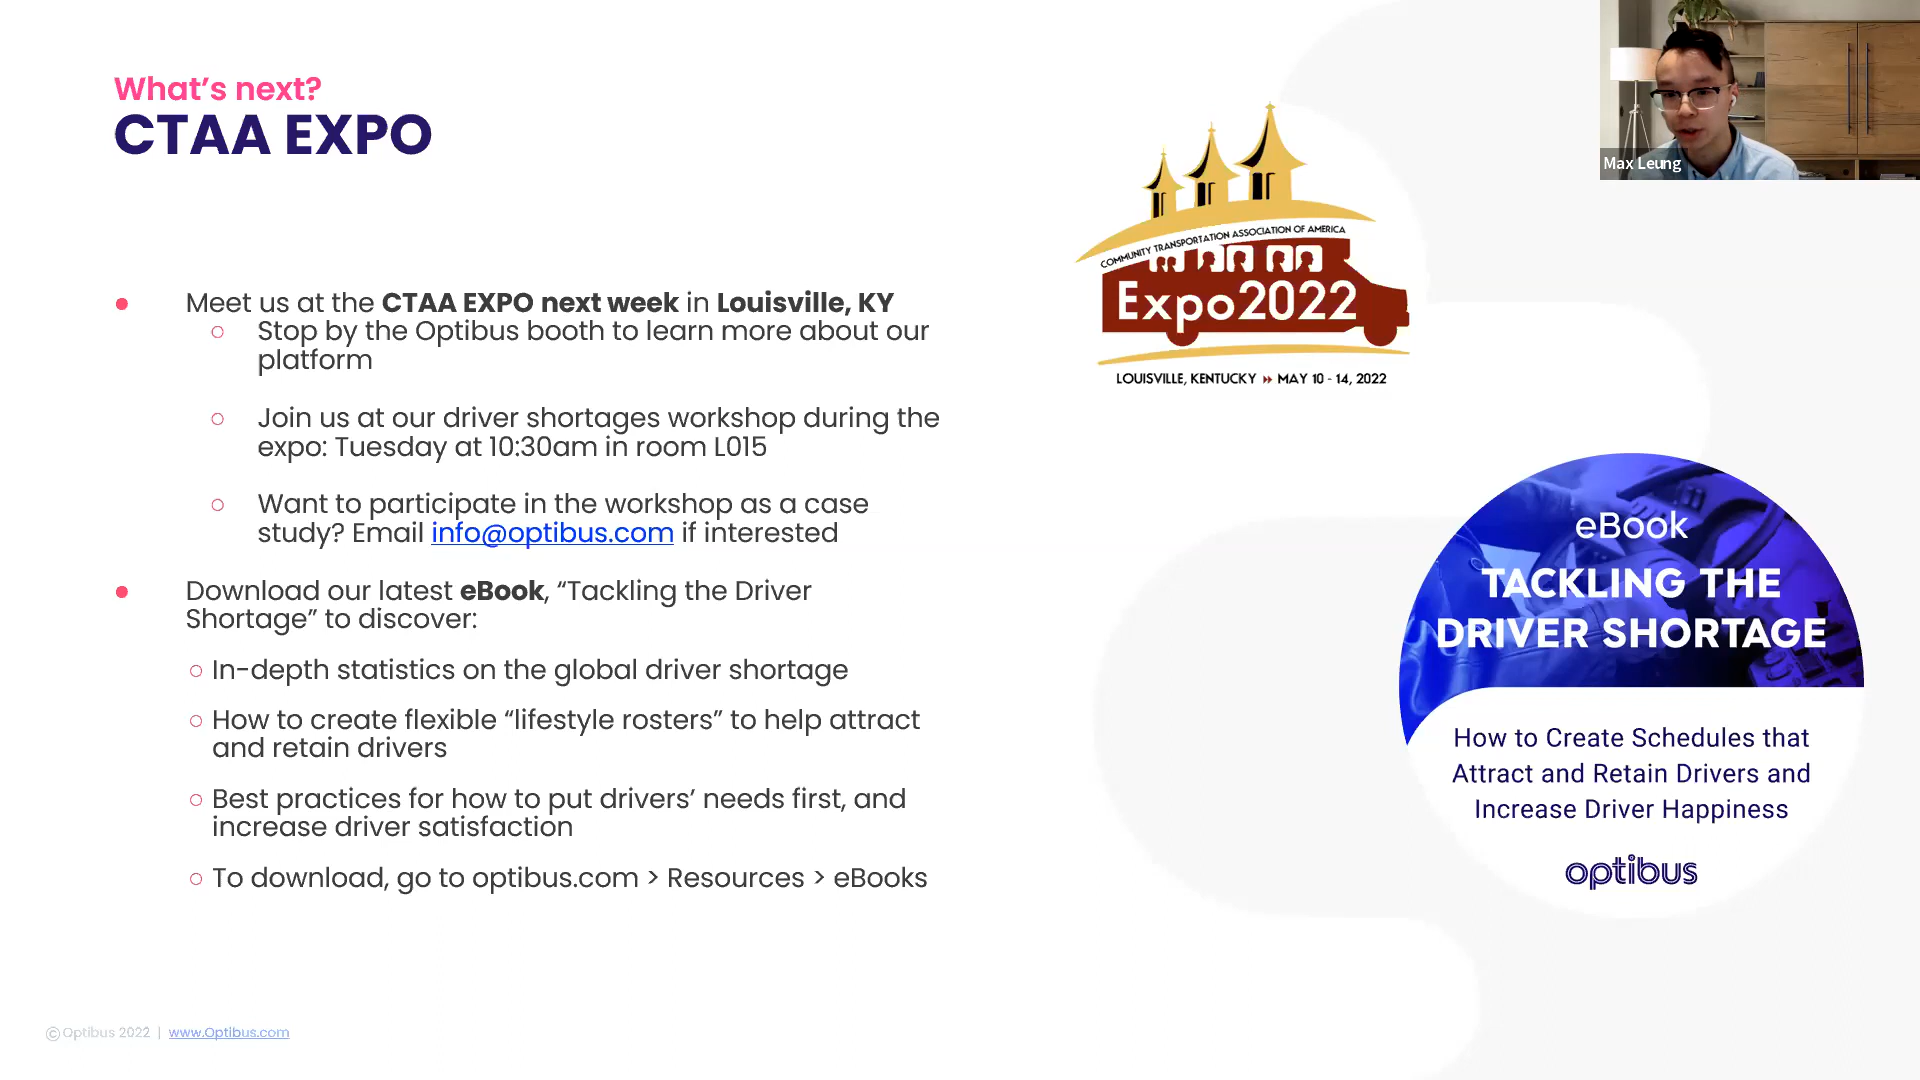 What's next?
CTAA EXPO
Max Leung
COMMUNITY TRANSPORTATION ASSOCIATION OF AMERICA
Expo2022
LOUISVILLE, KENTUCKY » MAY 10 - 14, 2022
● Meet us at the CTAA EXPO next week in Louisville, KY
○ Stop by the Optibus booth to learn more about our
platform
○ Join us at our driver shortages workshop during the
expo: Tuesday at 10:30am in room L015
○ Want to participate in the workshop as a case
study? Email info@optibus.com if interested
● Download our latest eBook, “Tackling the Driver
Shortage” to discover:
○ In-depth statistics on the global driver shortage
○ How to create flexible “lifestyle rosters” to help attract
and retain drivers
○ Best practices for how to put drivers’ needs first, and
increase driver satisfaction
○ To download, go to optibus.com > Resources > eBooks
eBook
TACKLING THE
DRIVER SHORTAGE
How to Create Schedules that
Attract and Retain Drivers and
Increase Driver Happiness
optibus
©Optibus 2022 | www.Optibus.com